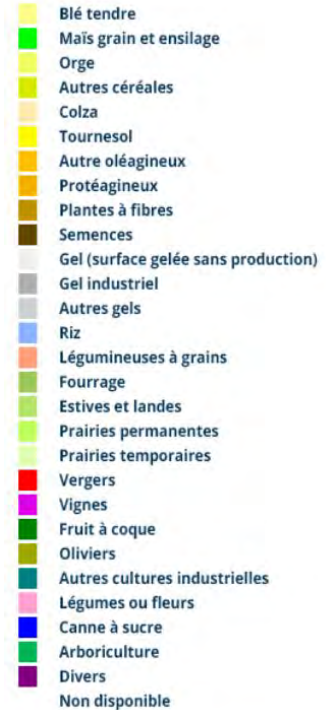 Blé tendre
Maïs grain et ensilage
Orge
Autres céréales
Colza
Tournesol
Autre oléagineux
Protéagineux
Plantes à fibres
Semences
Gel (surface gelée sans production)
Gel industriel
Autres gels
Riz
Légumineuses à grains
Fourrage
Estives et landes
Prairies permanentes
Prairies temporaires
Vergers
Vignes
Fruit à coque
Oliviers
Autres cultures industrielles
Légumes ou fleurs
Canne à sucre
Arboriculture
Divers
Non disponible